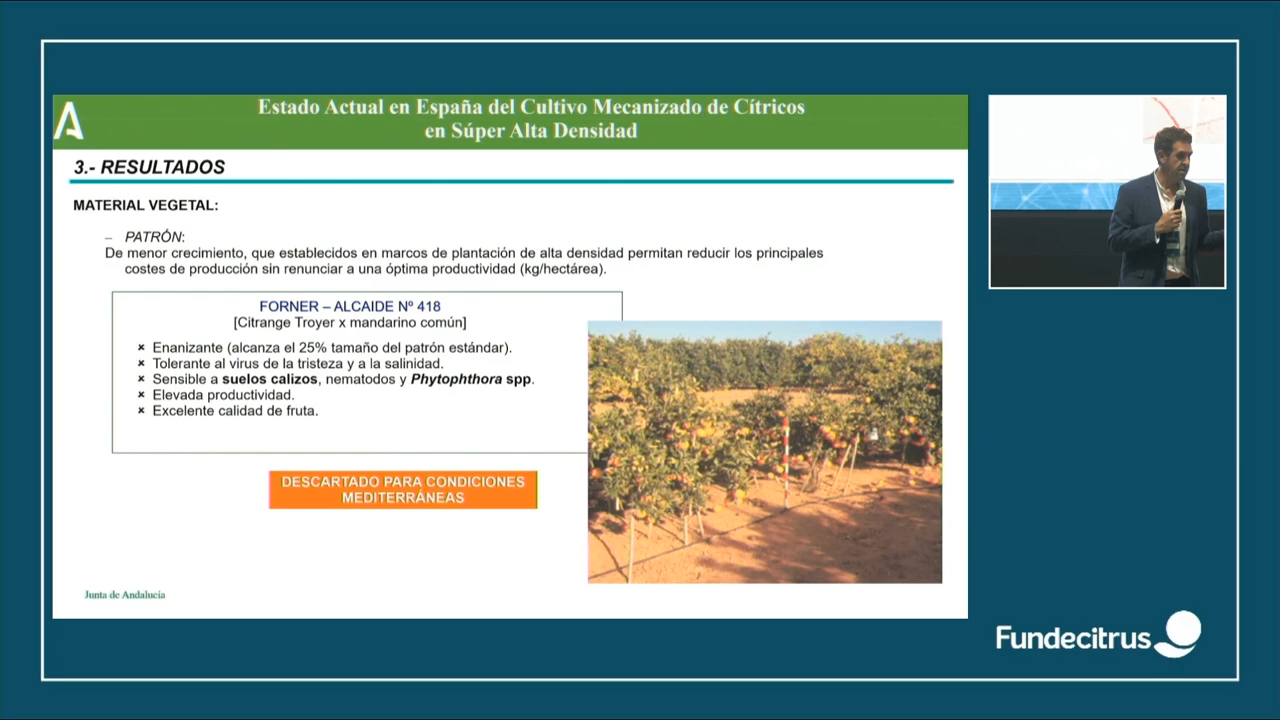 Estado Actual en España del Cultivo Mecanizado de Cítricos
en Súper Alta Densidad
3.- RESULTADOS
MATERIAL VEGETAL:
– PATRÓN:
De menor crecimiento, que establecidos en marcos de plantación de alta densidad permitan reducir los principales
costes de producción sin renunciar a una óptima productividad (kg/hectárea).
FORNER – ALCAIDE Nº 418
[Citrange Troyer x mandarino común]
Enanizante (alcanza el 25% tamaño del patrón estándar).
Tolerante al virus de la tristeza y a la salinidad.
Sensible a suelos calizos, nematodos y Phytophthora spp.
Elevada productividad.
Excelente calidad de fruta.
DESCARTADO PARA CONDICIONES
MEDITERRÁNEAS
Junta de Andalucía
Fundecitrus